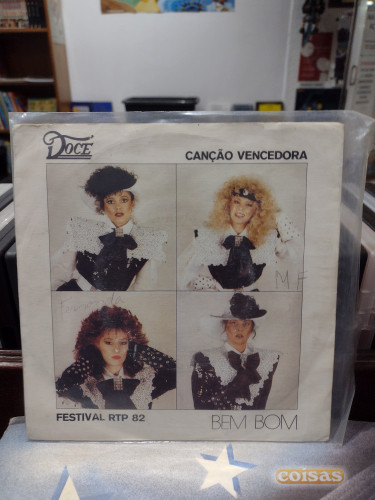 DOCE
CANÇÃO VENCEDORA
M F
FESTIVAL RTP 82
BEM BOM
coisas